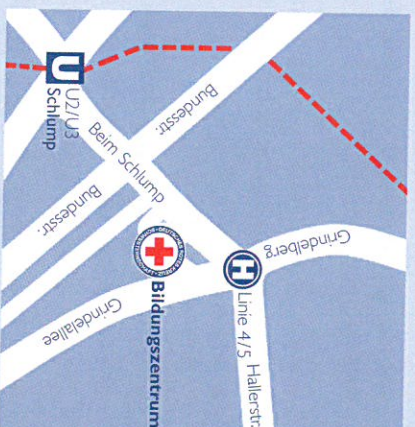 U
U2/U3
Schlump
Beim Schlump
Bundesstr.
Bundesstr.
Grindelberg
H
Linie 4/5
Hallerstr.
Grindelallee
Bildungszentrum